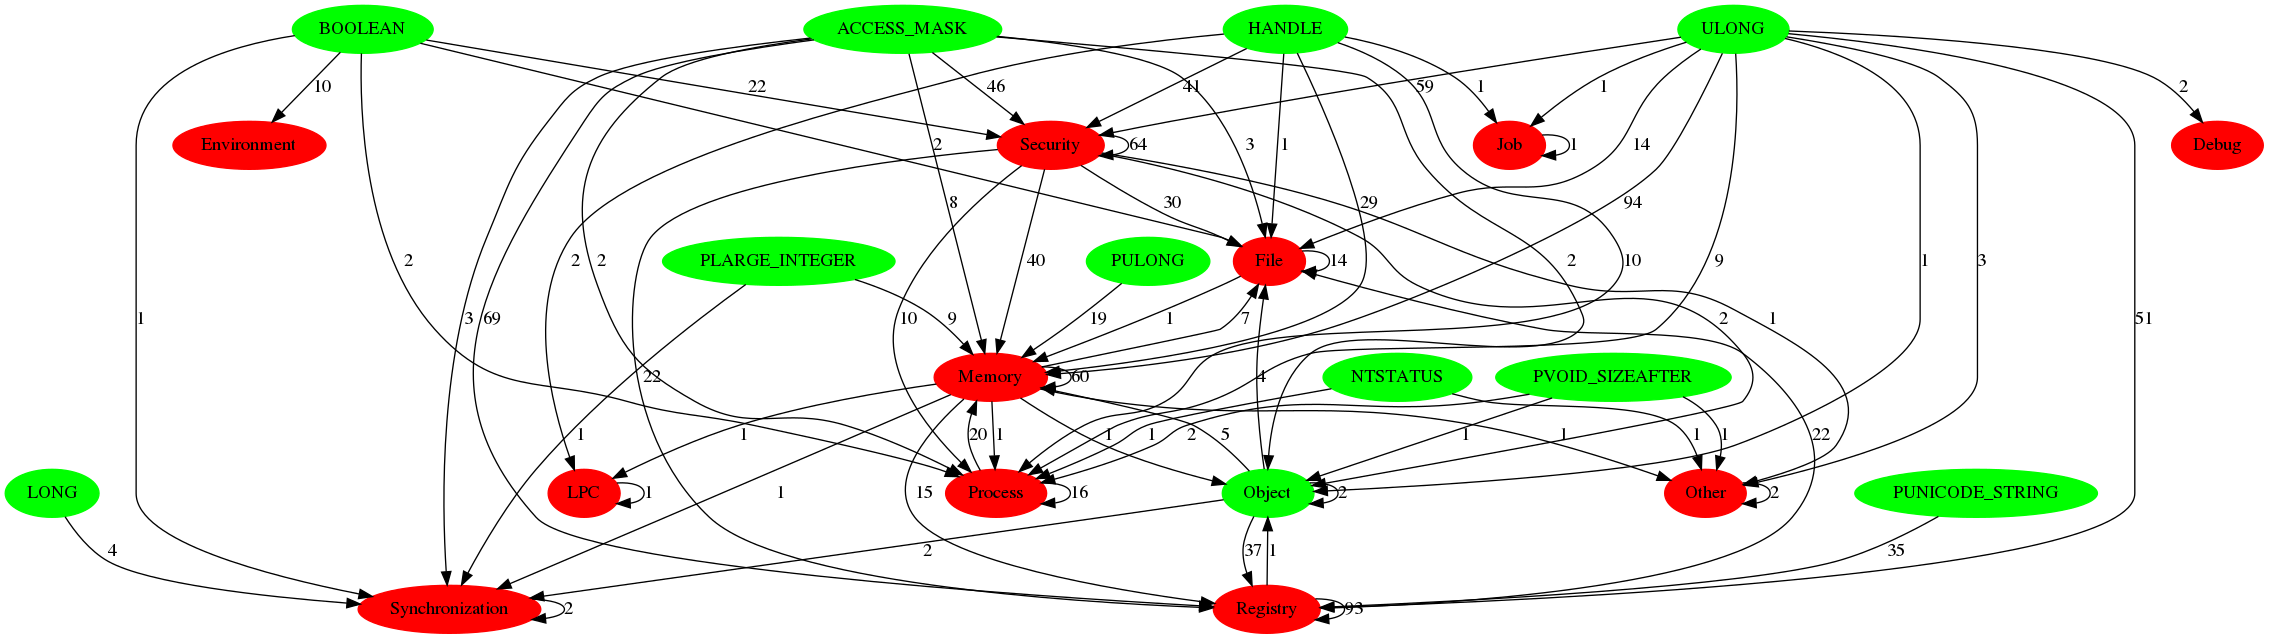 BOOLEAN ACCESS_MASK HANDLE ULONG
10 22 46 41 59 1 1 2
Environment Security 64 2 3 1 Job 1 14 Debug
8 30 29 94
2 2 2 PLARGE_INTEGER 40 PULONG File 14 2 10 9 1 3
1 3 69 10 9 19 1 7 2 1 51
22 Memory 60 4 NTSTATUS PVOID_SIZEAFTER
1 1 20 1 1 5 1 2 1 1 1 1 22
LONG LPC 1 Process 16 Object 2 Other 2 PUNICODE_STRING
4 1 15 2 37 1 35
Synchronization 2 Registry 93